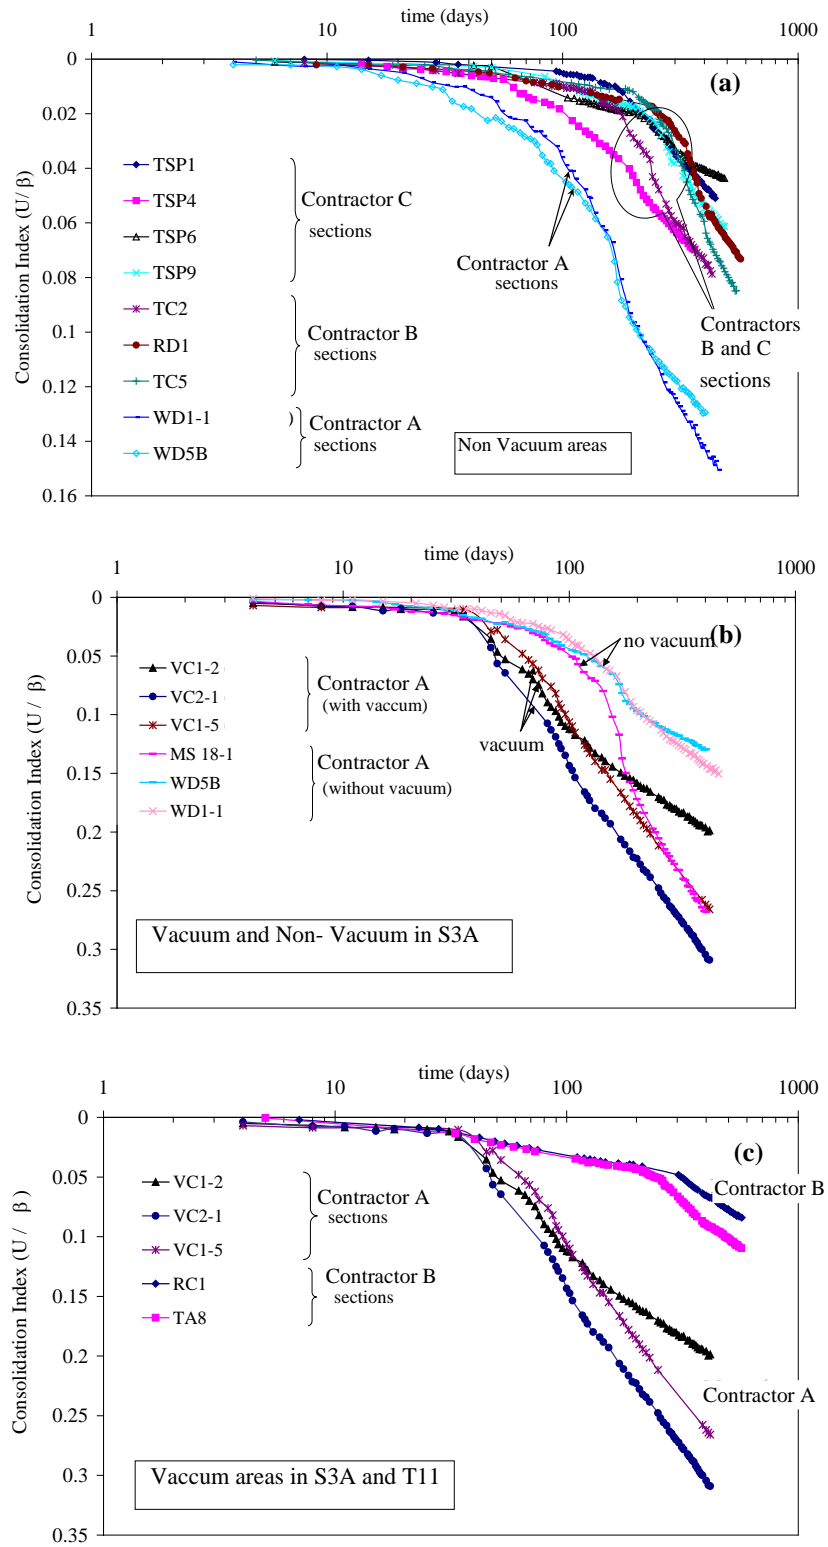 time (days)
1 10 100 1000
0
0.02
0.04
0.06
0.08
0.1
0.12
0.14
0.16
Consolidation Index (U/ β)
(a)
TSP1
TSP4
TSP6
TSP9
TC2
RD1
TC5
WD1-1 )
WD5B
Contractor C
sections
Contractor B
sections
Contractor A
sections
Contractor A
sections
Contractors
B and C
sections
Non Vacuum areas
time (days)
1 10 100 1000
0
0.05
0.1
0.15
0.2
0.25
0.3
0.35
Consolidation Index (U / β)
(b)
no vacuum
vacuum
VC1-2
VC2-1
VC1-5
MS 18-1
WD5B
WD1-1
Contractor A
(with vaccum)
Contractor A
(without vacuum)
Vacuum and Non- Vacuum in S3A
time (days)
1 10 100 1000
0
0.05
0.1
0.15
0.2
0.25
0.3
0.35
Consolidation Index (U / β)
(c)
VC1-2
VC2-1
VC1-5
RC1
TA8
Contractor A
sections
Contractor B
sections
Contractor B
Contractor A
Vaccum areas in S3A and T11